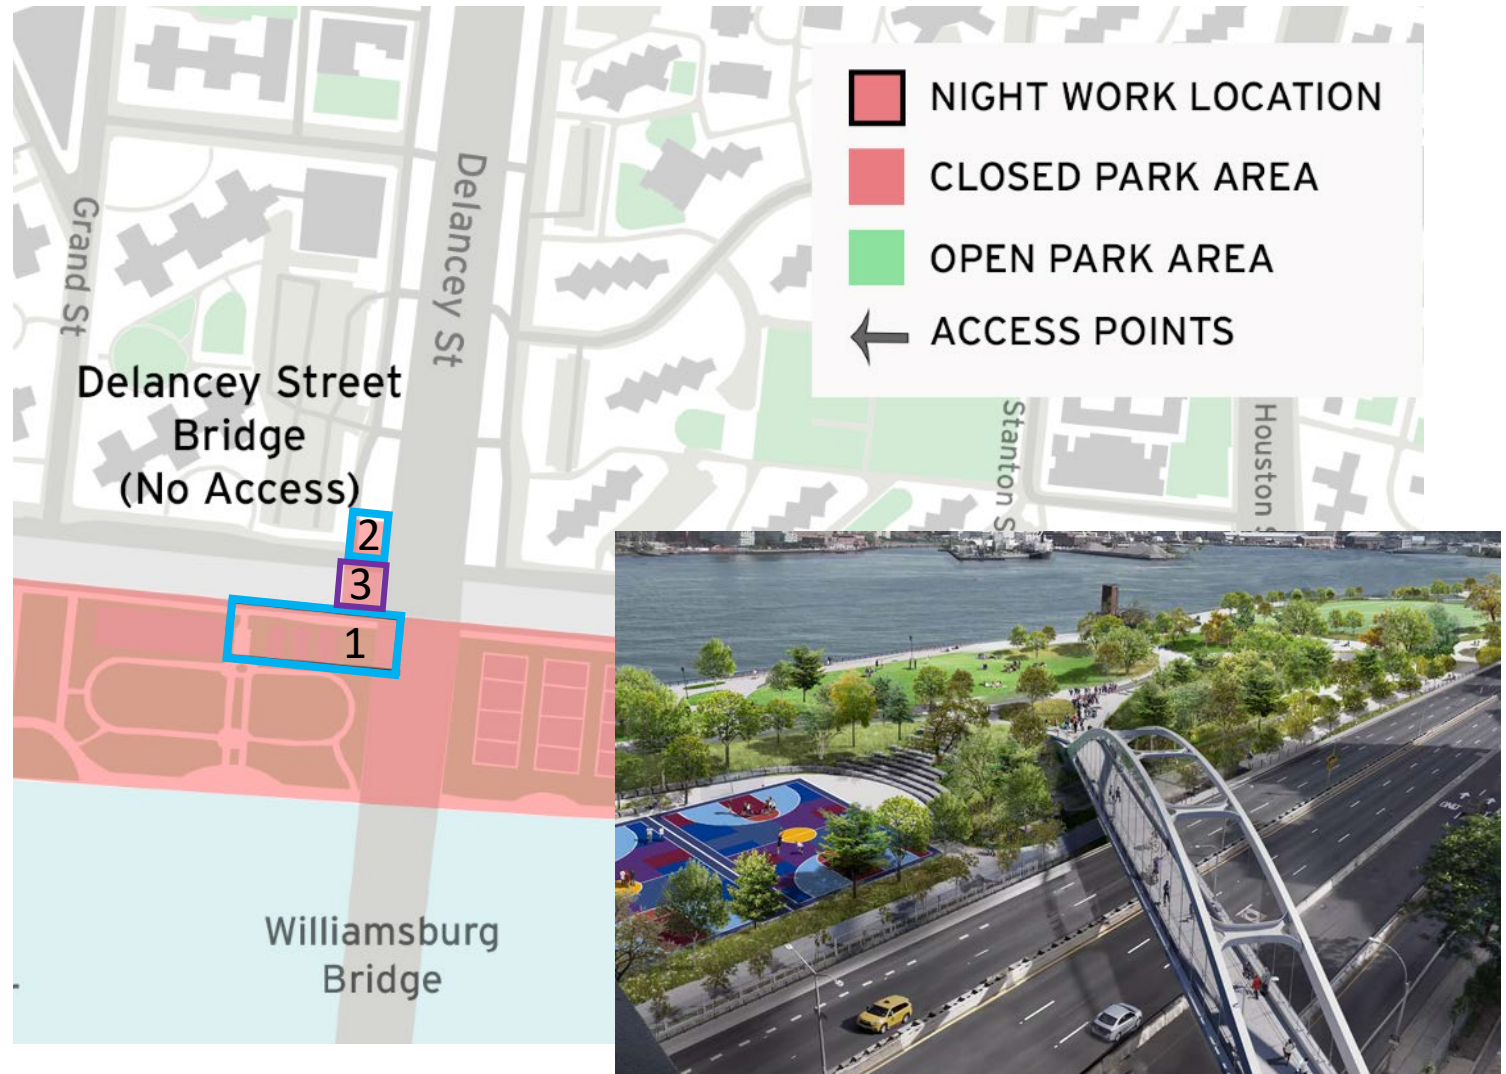 NIGHT WORK LOCATION
CLOSED PARK AREA
OPEN PARK AREA
ACCESS POINTS
Grand St
Delancey St
Delancey Street
Bridge
(No Access)
Stanton S
Houston S
2
3
1
Williamsburg
Bridge
ONLY